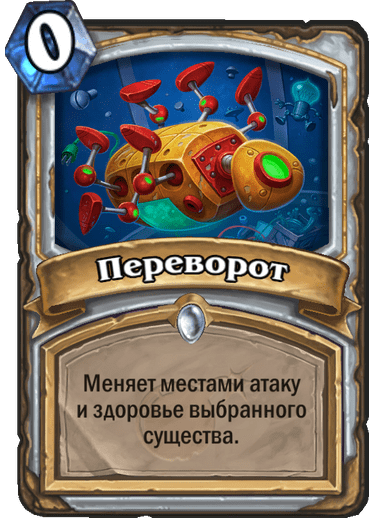 0
Переворот
Меняет местами атаку
и здоровье выбранного
существа.